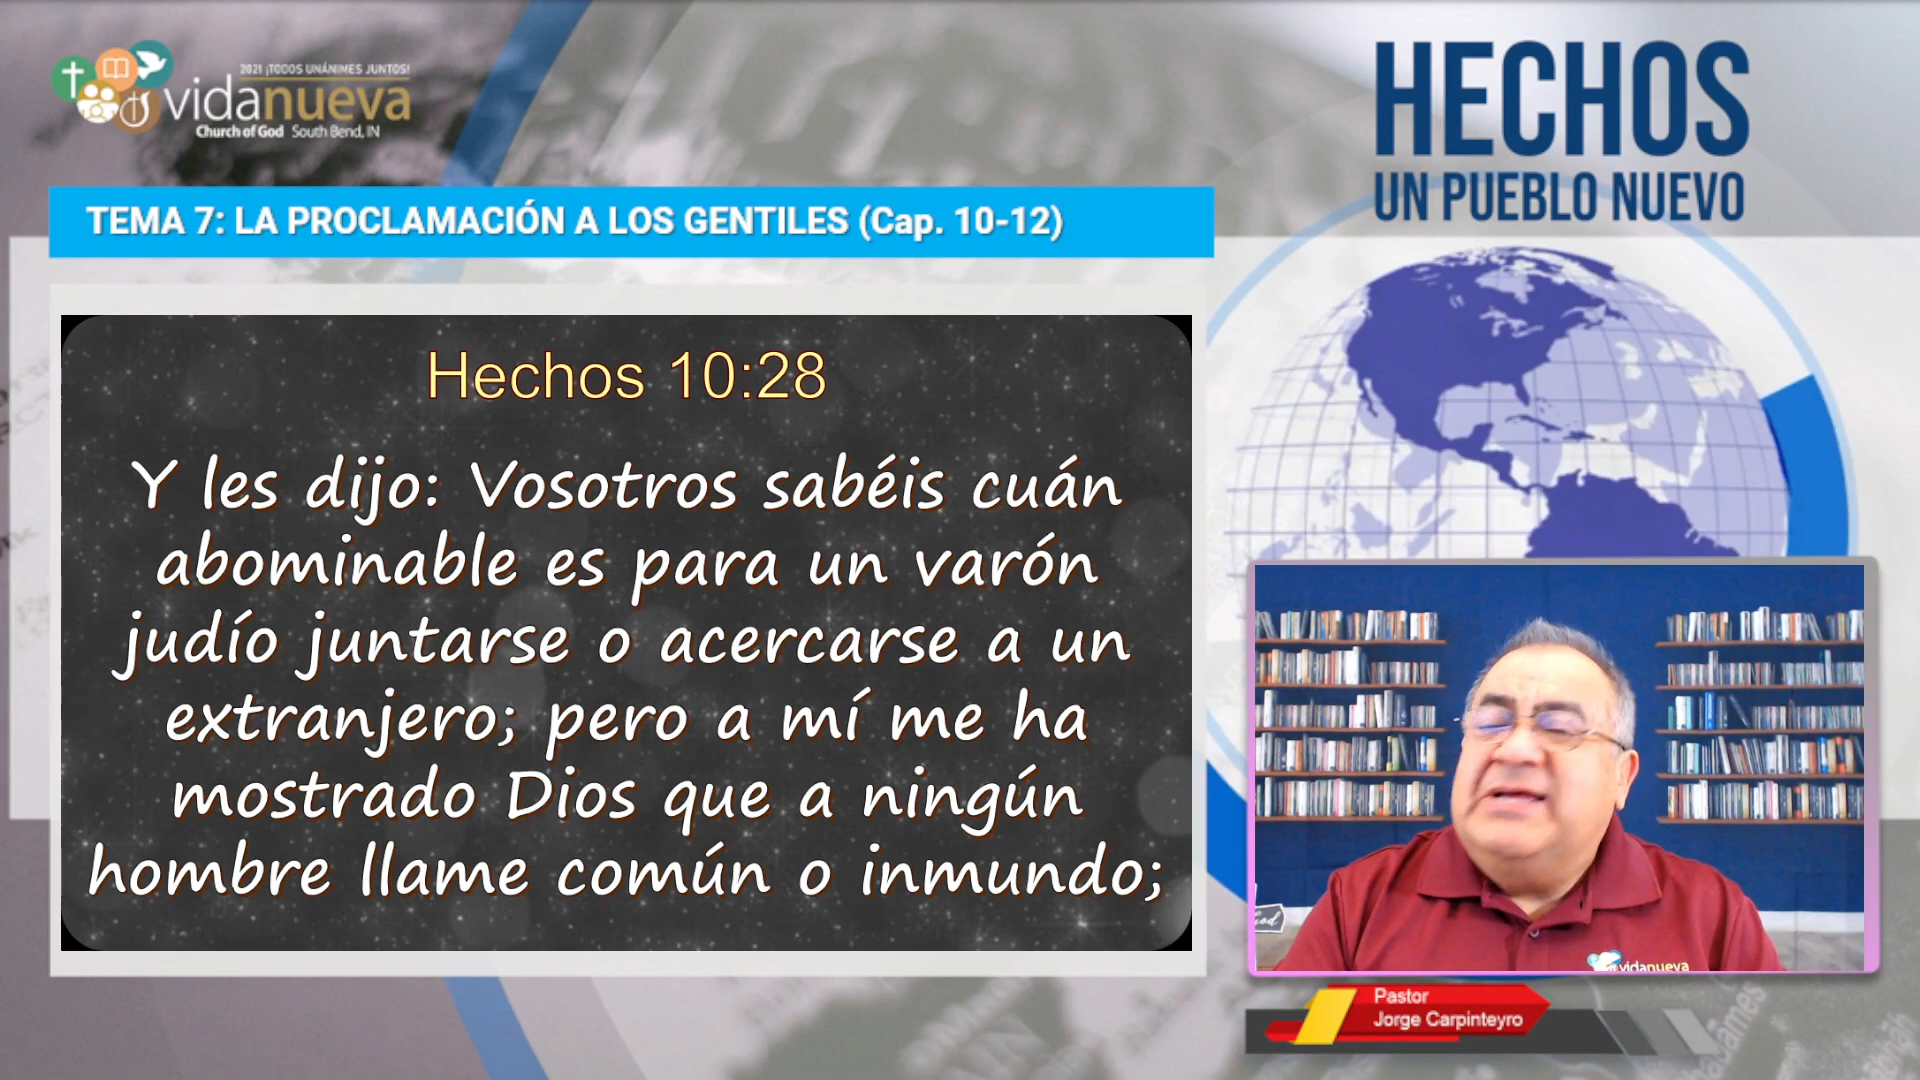 2021 ¡TODOS UNÁNIMES JUNTOS!
vidanueva
Church of God South Bend, IN
HECHOS
UN PUEBLO NUEVO
TEMA 7: LA PROCLAMACIÓN A LOS GENTILES (Cap. 10-12)
Hechos 10:28
Y les dijo: Vosotros sabéis cuán
abominable es para un varón
judío juntarse o acercarse a un
extranjero; pero a mí me ha
mostrado Dios que a ningún
hombre llame común o inmundo;
God
vidanueva
Pastor
Jorge Carpinteyro